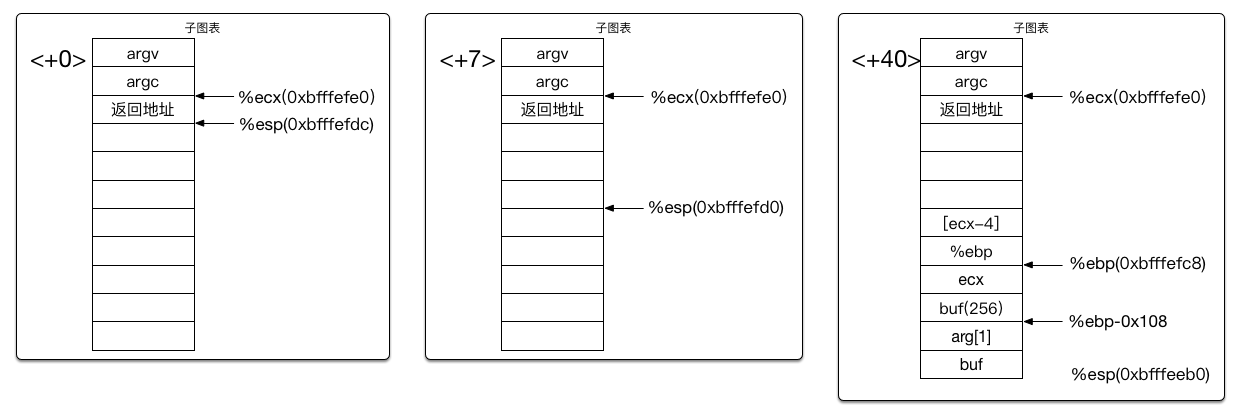 子图表
<+0>
argv
argc
%ecx(0xbfffefe0)
返回地址
%esp(0xbfffefdc)
子图表
<+7>
argv
argc
%ecx(0xbfffefe0)
返回地址
%esp(0xbfffefd0)
子图表
<+40>
argv
argc
%ecx(0xbfffefe0)
返回地址
[ecx-4]
%ebp
%ebp(0xbfffefc8)
ecx
buf(256)
%ebp-0x108
arg[1]
buf
%esp(0xbfffeeb0)